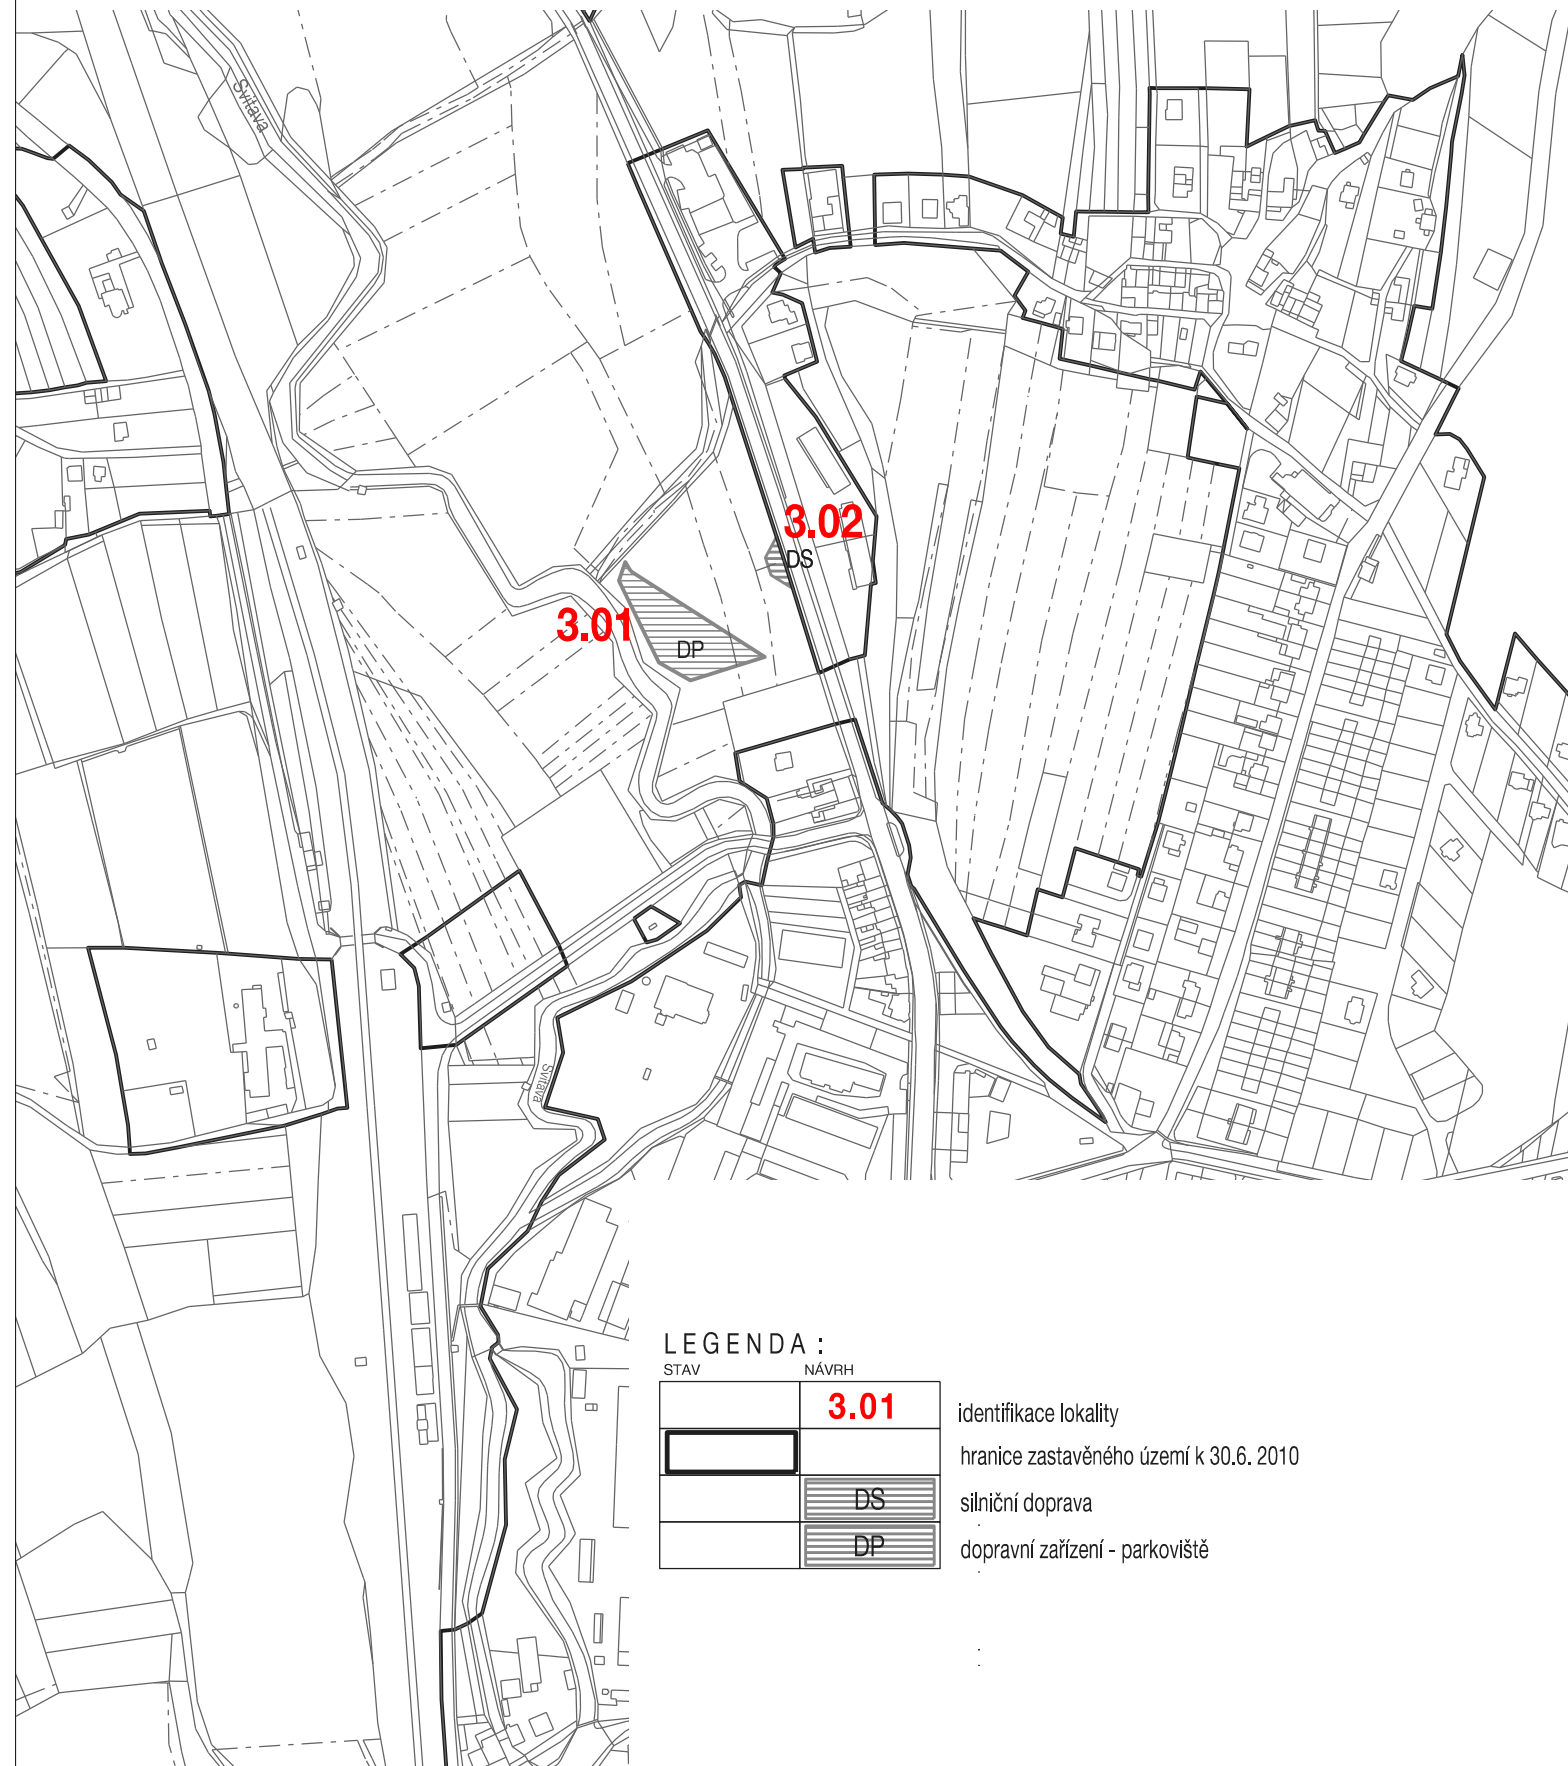 Svitava
3.02
DS
3.01
DP
Svitava
LEGENDA :
STAV NÁVRH
3.01 identifikace lokality
hranice zastavěného území k 30.6. 2010
DS silniční doprava
DP dopravní zařízení - parkoviště